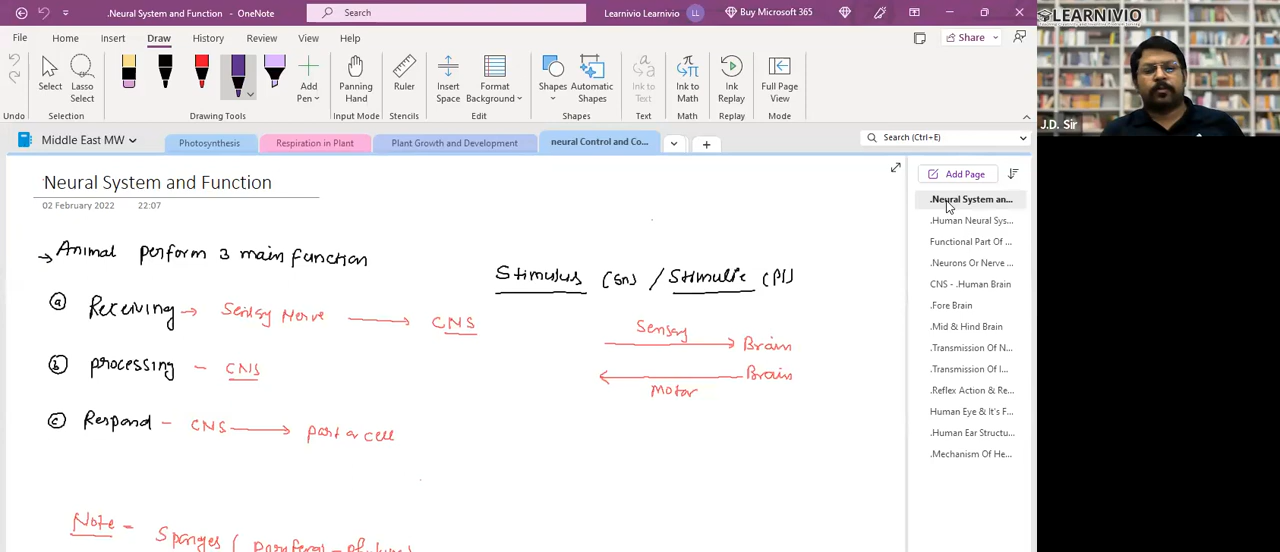 .Neural System and Function - OneNote
Search
Learnivio Learnivio
LL
Buy Microsoft 365
File Home Insert Draw History Review View Help
Share
Undo
Select
Lasso Select
Add Pen
Panning Hand
Ruler
Insert Space
Format Background
Shapes
Automatic Shapes
Ink to Text
Ink to Math
Ink Replay
Full Page View
Selection Drawing Tools Input Mode Stencils Edit Shapes Text Math Replay Mode
Middle East MW
Photosynthesis
Respiration in Plant
Plant Growth and Development
neural Control and Co...
Search (Ctrl+E)
.Neural System and Function
02 February 2022 22:07
→ Animal perform 3 main function
Stimulus (Sn) / Stimulie (Pl)
(a) Receiving → Sensory Nerve → CNS
Sensory → Brain
(b) processing - CNS
← Brain
Motor
(c) Respond - CNS → part or cell
Note -
Sponges (
Add Page
.Neural System an...
.Human Neural Sys...
Functional Part Of ...
.Neurons Or Nerve ...
CNS - .Human Brain
.Fore Brain
.Mid & Hind Brain
.Transmission Of N...
.Transmission Of I...
.Reflex Action & Re...
Human Eye & It's F...
.Human Ear Structu...
.Mechanism Of He...
LEARNIVIO
J.D. Sir